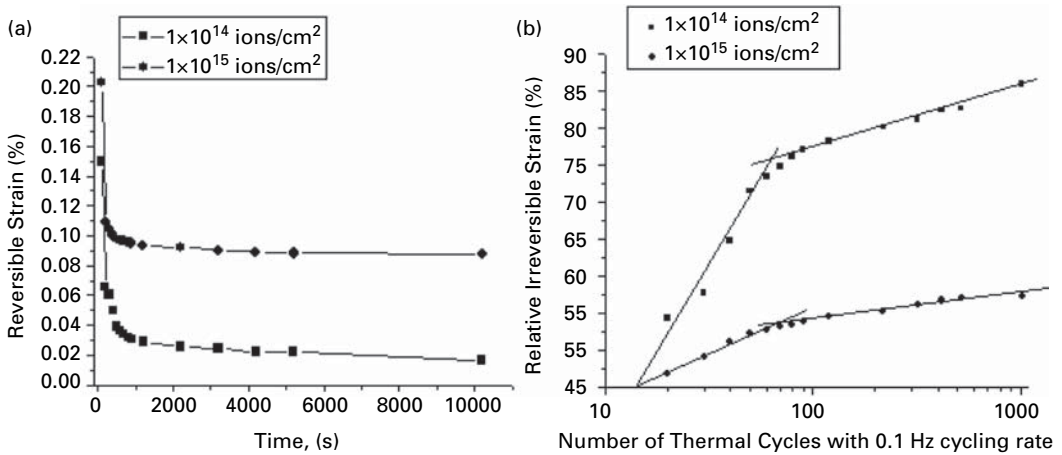 (a)
1×10¹⁴ ions/cm²
1×10¹⁵ ions/cm²
0.22
0.20
0.18
0.16
0.14
0.12
0.10
0.08
0.06
0.04
0.02
0.00
Reversible Strain (%)
0 2000 4000 6000 8000 10000
Time, (s)
(b)
1×10¹⁴ ions/cm²
1×10¹⁵ ions/cm²
90
85
80
75
70
65
60
55
55
45
Relative Irreversible Strain (%)
10 100 1000
Number of Thermal Cycles with 0.1 Hz cycling rate